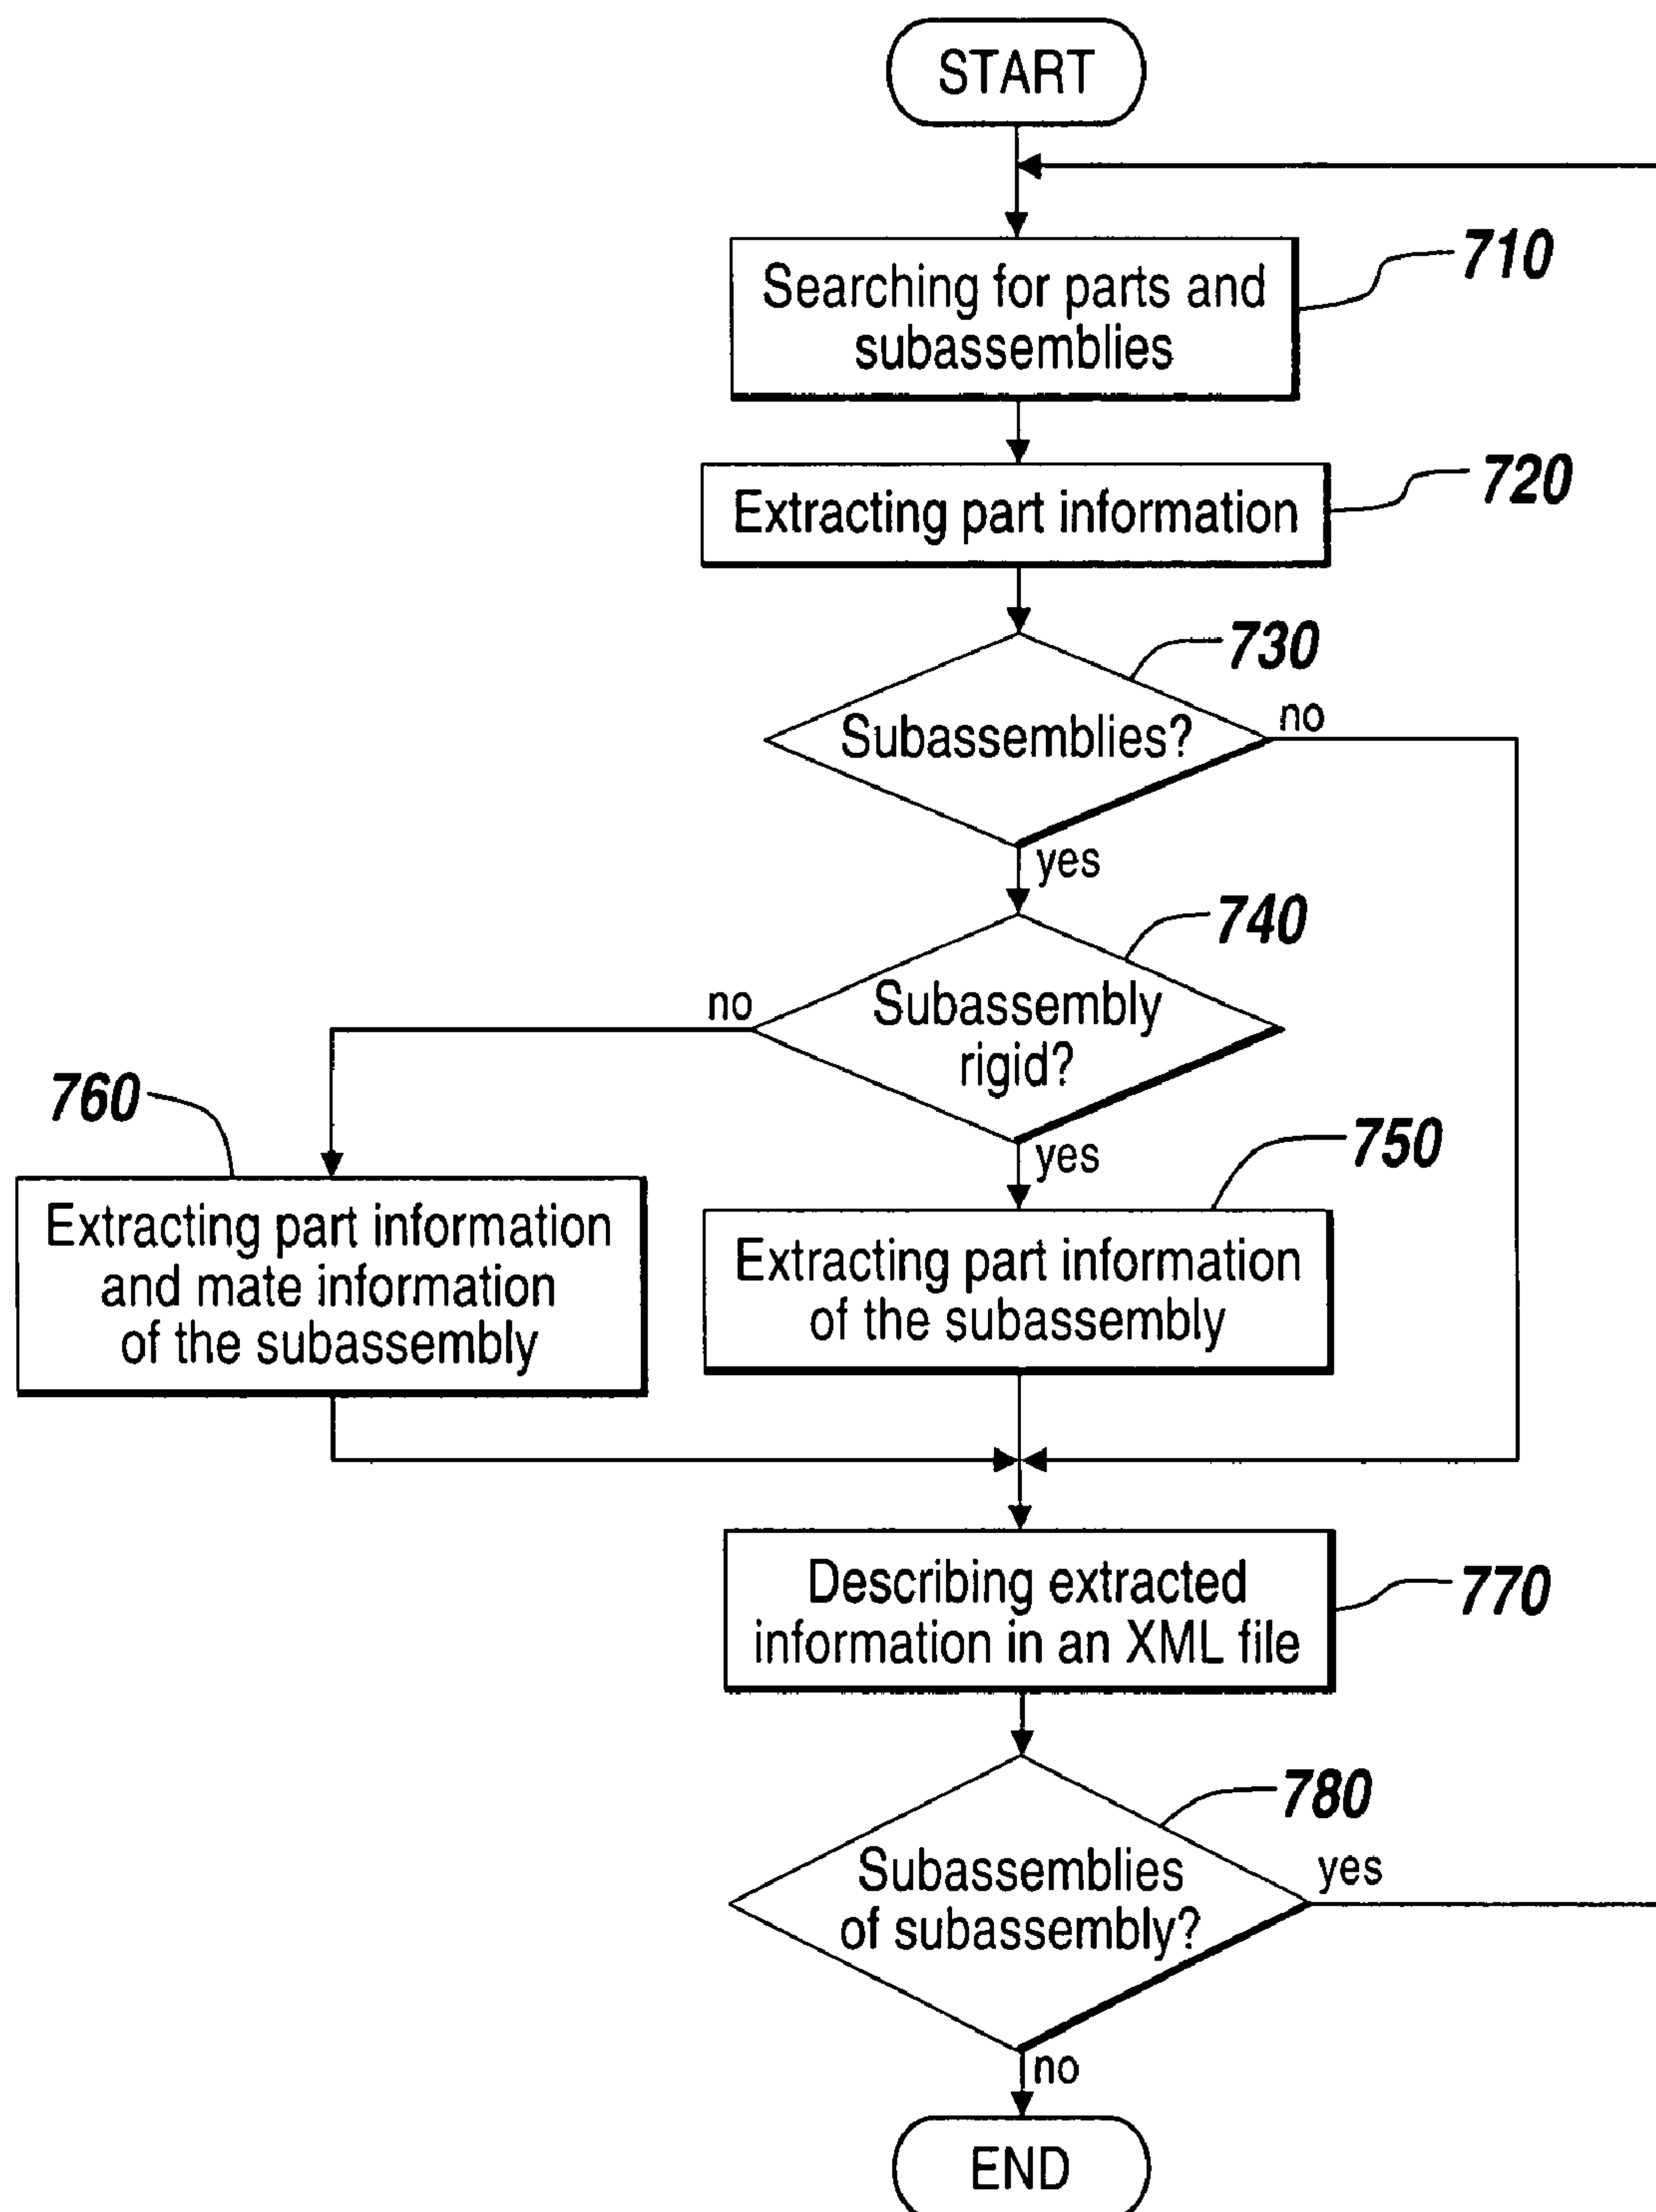 START
710
Searching for parts and
subassemblies
720
Extracting part information
730
Subassemblies?
no
yes
740
Subassembly
rigid?
no
yes
760
Extracting part information
and mate information
of the subassembly
750
Extracting part information
of the subassembly
770
Describing extracted
information in an XML file
780
Subassemblies
of subassembly?
yes
no
END